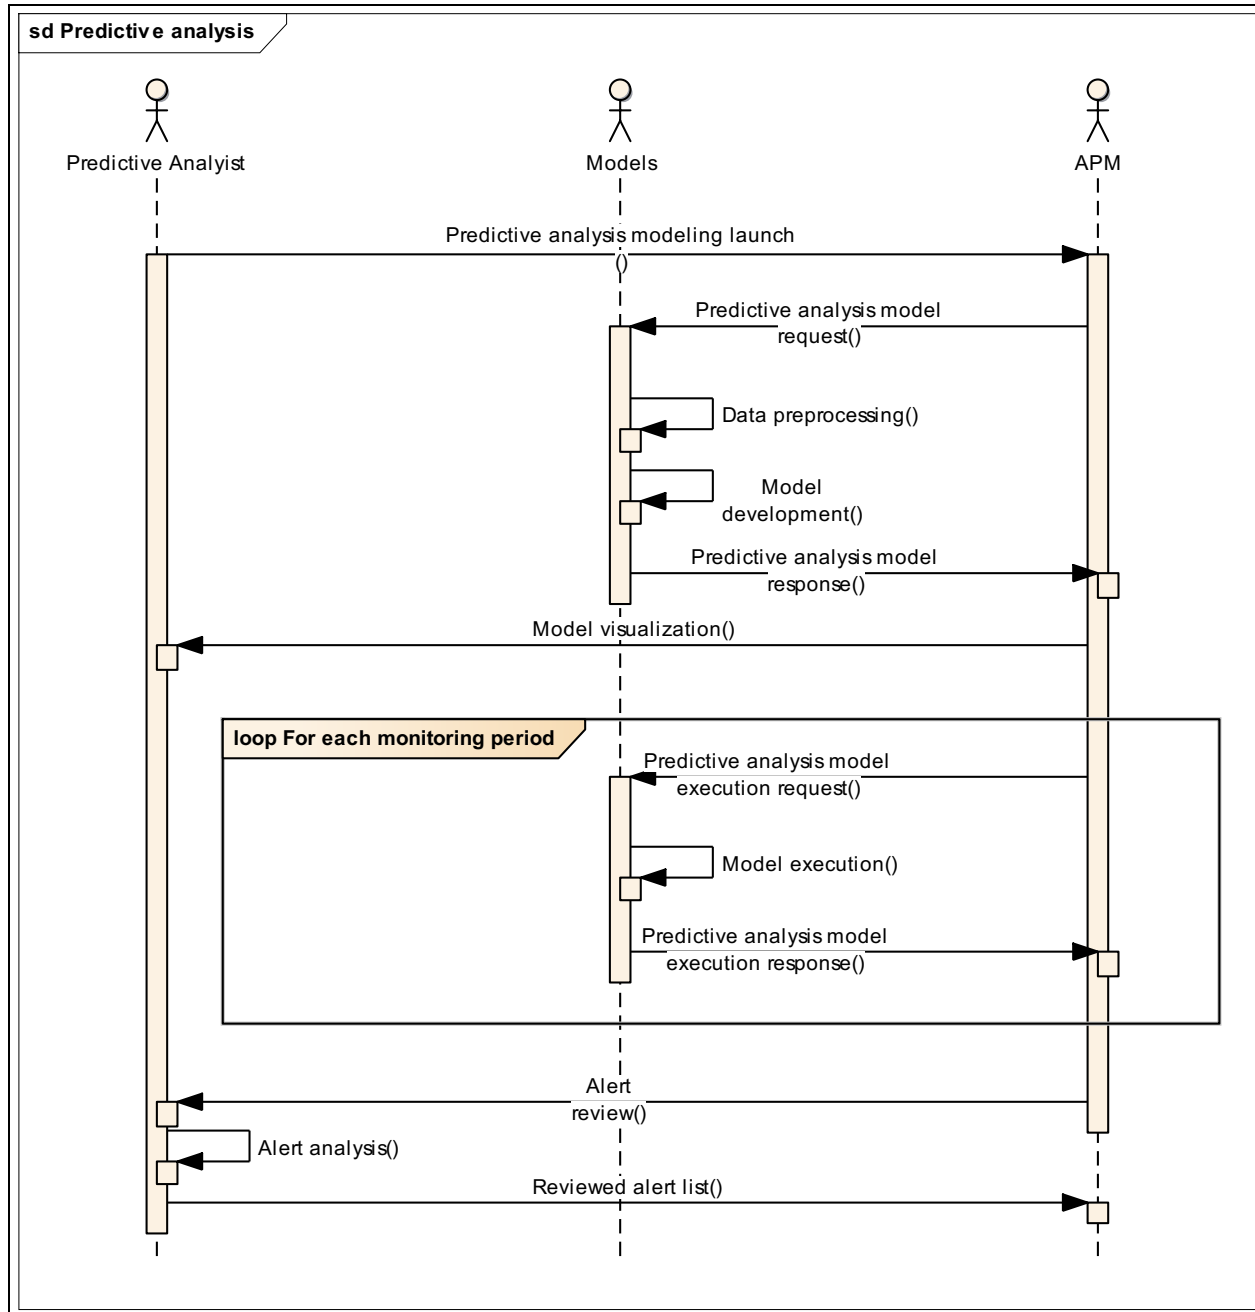 sd Predictive analysis
Predictive Analyist
Models
APM
Predictive analysis modeling launch
()
Predictive analysis model
request()
Data preprocessing()
Model
development()
Predictive analysis model
response()
Model visualization()
loop For each monitoring period
Predictive analysis model
execution request()
Model execution()
Predictive analysis model
execution response()
Alert
review()
Alert analysis()
Reviewed alert list()